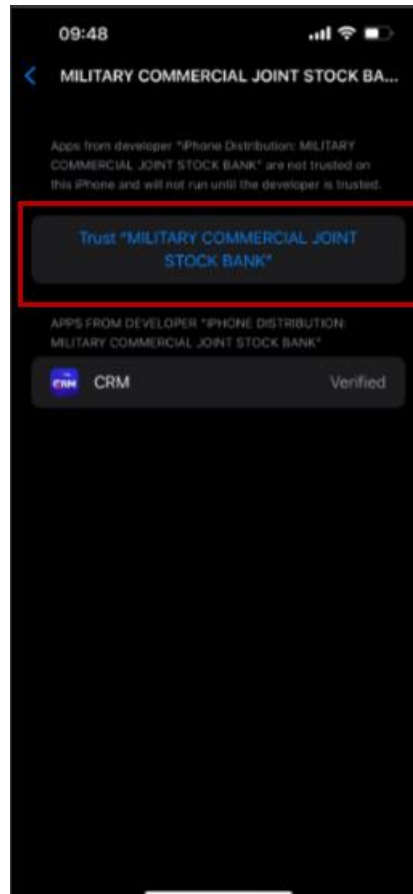 09:48
MILITARY COMMERCIAL JOINT STOCK BA...
Apps from developer "iPhone Distribution: MILITARY
COMMERCIAL JOINT STOCK BANK" are not trusted on
this iPhone and will not run until the developer is trusted.
Trust "MILITARY COMMERCIAL JOINT
STOCK BANK"
APPS FROM DEVELOPER "IPHONE DISTRIBUTION:
MILITARY COMMERCIAL JOINT STOCK BANK"
CRM
CRM Verified